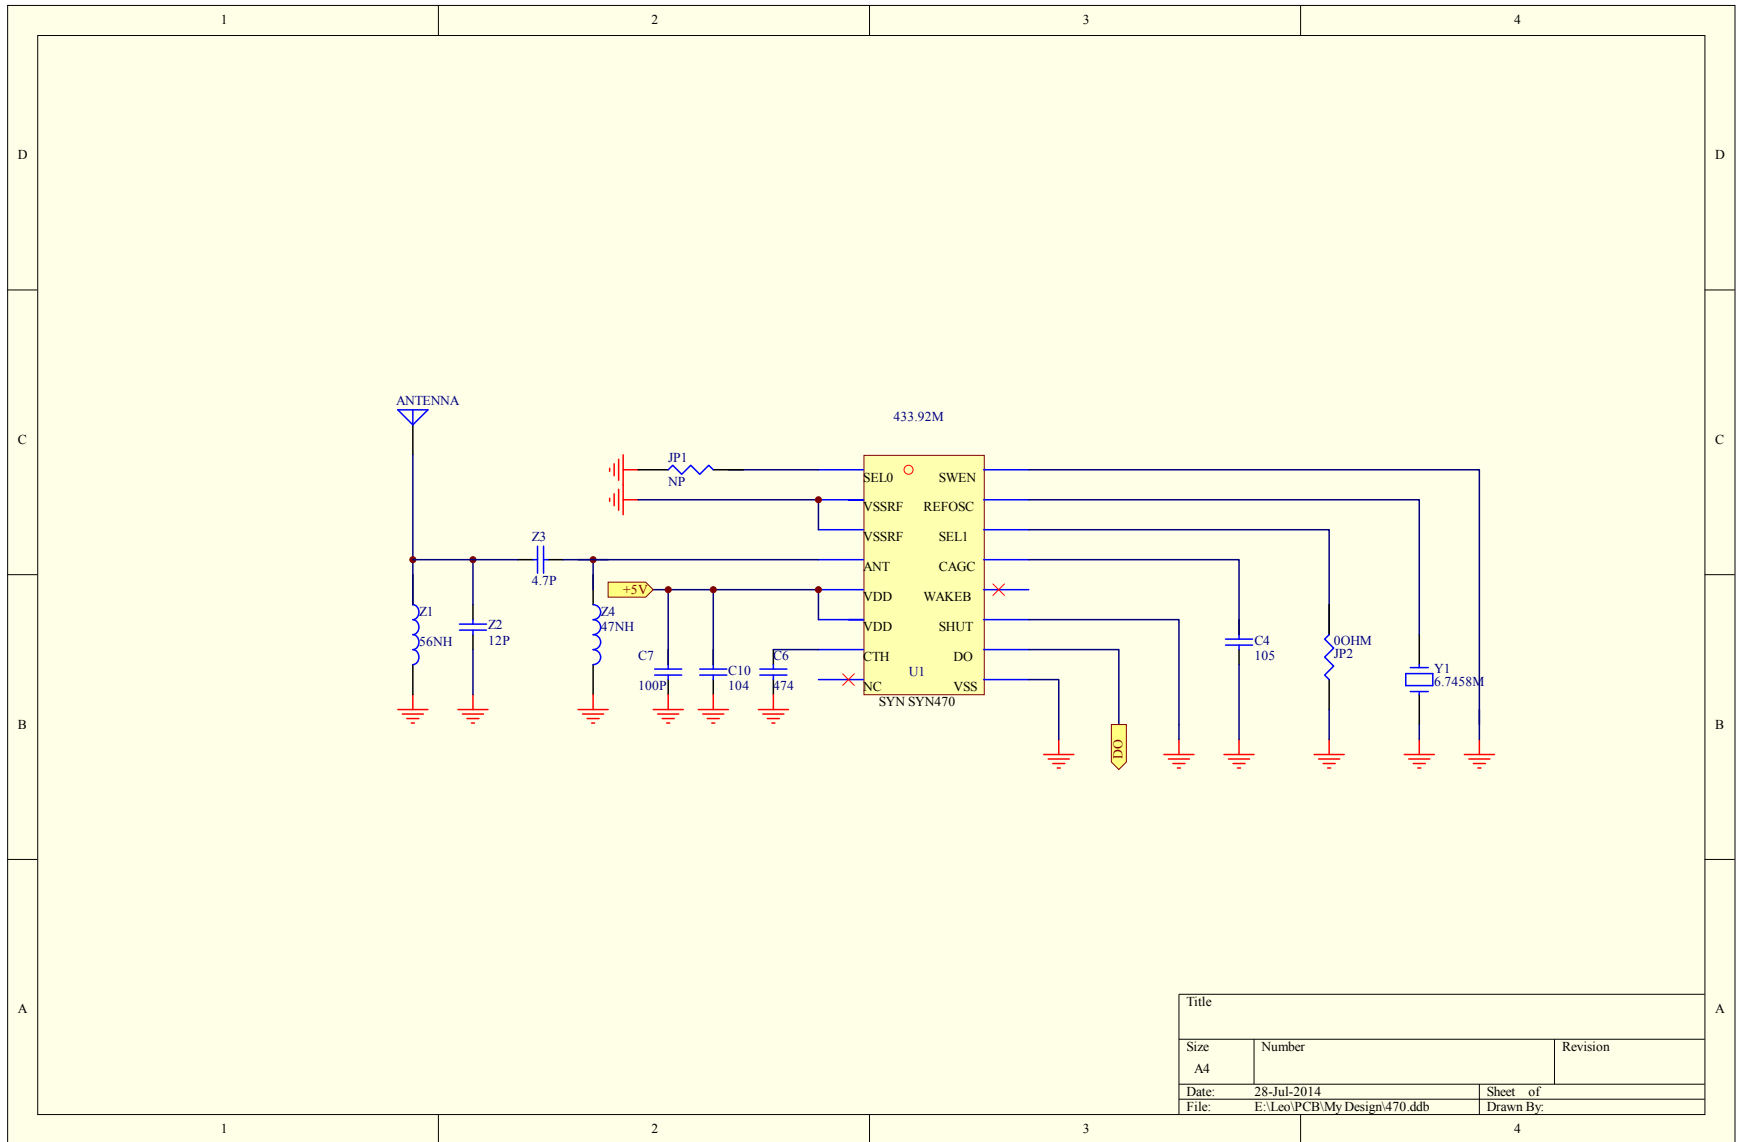 1 2 3 4
D D
ANTENNA
433.92M
C C
JP1
NP
SEL0 SWEN
VSSRF REFOSC
VSSRF SEL1
Z3
4.7P
ANT CAGC
+5V
VDD WAKEB
Z1
56NH
Z2
12P
Z4
47NH
VDD SHUT
C4
105
0OHM
JP2
C7
100P
C10
104
C6
474
CTH DO
U1
NC VSS
SYN SYN470
Y1
6.7458M
B B
DO
Title
A A
Size Number Revision
A4
Date: 28-Jul-2014 Sheet of
File: E:\Leo\PCB\My Design\470.ddb Drawn By:
1 2 3 4